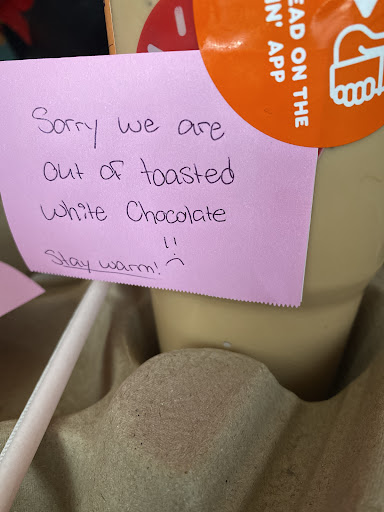 EAD ON THE
IN' APP
Sorry we are
out of toasted
white Chocolate
Stay warm! :(